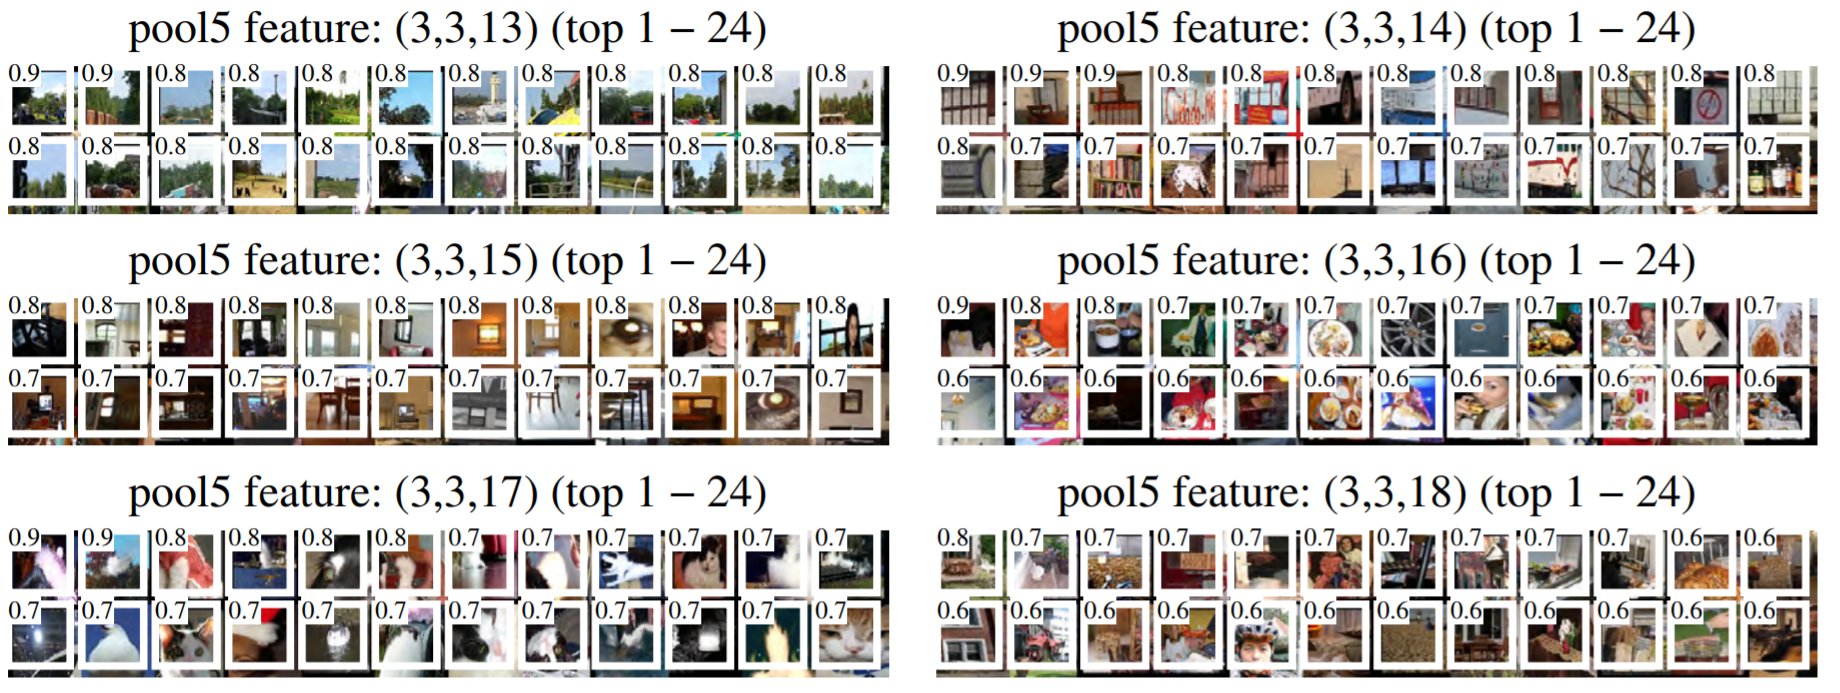 pool5 feature: (3,3,13) (top 1 − 24)
0.9 0.9 0.8 0.8 0.8 0.8 0.8 0.8 0.8 0.8 0.8 0.8
0.8 0.8 0.8 0.8 0.8 0.8 0.8 0.8 0.8 0.8 0.8 0.8
pool5 feature: (3,3,14) (top 1 − 24)
0.9 0.9 0.9 0.8 0.8 0.8 0.8 0.8 0.8 0.8 0.8 0.8
0.8 0.7 0.7 0.7 0.7 0.7 0.7 0.7 0.7 0.7 0.7 0.7
pool5 feature: (3,3,15) (top 1 − 24)
0.8 0.8 0.8 0.8 0.8 0.8 0.8 0.8 0.8 0.8 0.8 0.8
0.7 0.7 0.7 0.7 0.7 0.7 0.7 0.7 0.7 0.7 0.7 0.7
pool5 feature: (3,3,16) (top 1 − 24)
0.9 0.8 0.8 0.7 0.7 0.7 0.7 0.7 0.7 0.7 0.7 0.7
0.6 0.6 0.6 0.6 0.6 0.6 0.6 0.6 0.6 0.6 0.6 0.6
pool5 feature: (3,3,17) (top 1 − 24)
0.9 0.9 0.8 0.8 0.8 0.8 0.7 0.7 0.7 0.7 0.7 0.7
0.7 0.7 0.7 0.7 0.7 0.7 0.7 0.7 0.7 0.7 0.7 0.7
pool5 feature: (3,3,18) (top 1 − 24)
0.8 0.7 0.7 0.7 0.7 0.7 0.7 0.7 0.7 0.7 0.6 0.6
0.6 0.6 0.6 0.6 0.6 0.6 0.6 0.6 0.6 0.6 0.6 0.6